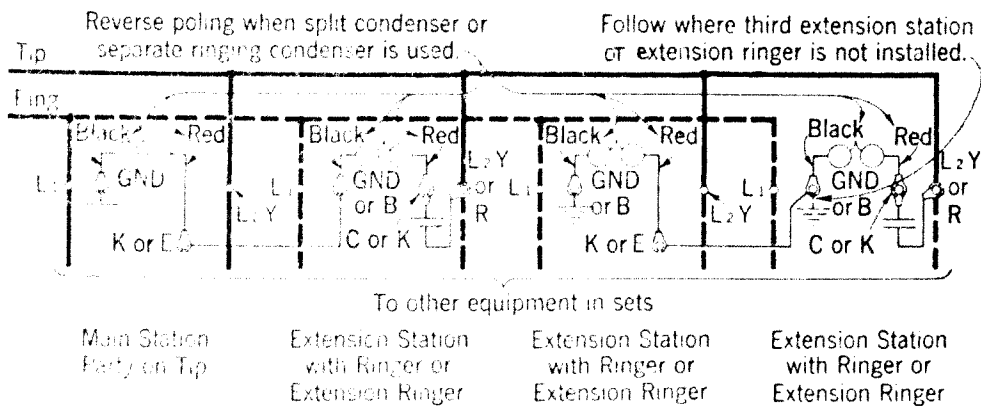 Reverse poling when split condenser or
separate ringing condenser is used.
Follow where third extension station
or extension ringer is not installed.
Tip
Ring
Black Red
Black Red
Black Red
Black Red
L₁ GND L₂Y
L₁ GND or B L₂Y or R
L₁ GND or B L₂Y
L₁ GND or B L₂Y or R
K or E
C or K
K or E
C or K
To other equipment in sets
Main Station
Party on Tip
Extension Station
with Ringer or
Extension Ringer
Extension Station
with Ringer or
Extension Ringer
Extension Station
with Ringer or
Extension Ringer